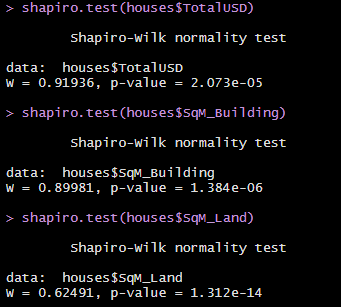 > shapiro.test(houses$TotalUSD)
Shapiro-Wilk normality test
data:  houses$TotalUSD
W = 0.91936, p-value = 2.073e-05
> shapiro.test(houses$SqM_Building)
Shapiro-Wilk normality test
data:  houses$SqM_Building
W = 0.89981, p-value = 1.384e-06
> shapiro.test(houses$SqM_Land)
Shapiro-Wilk normality test
data:  houses$SqM_Land
W = 0.62491, p-value = 1.312e-14